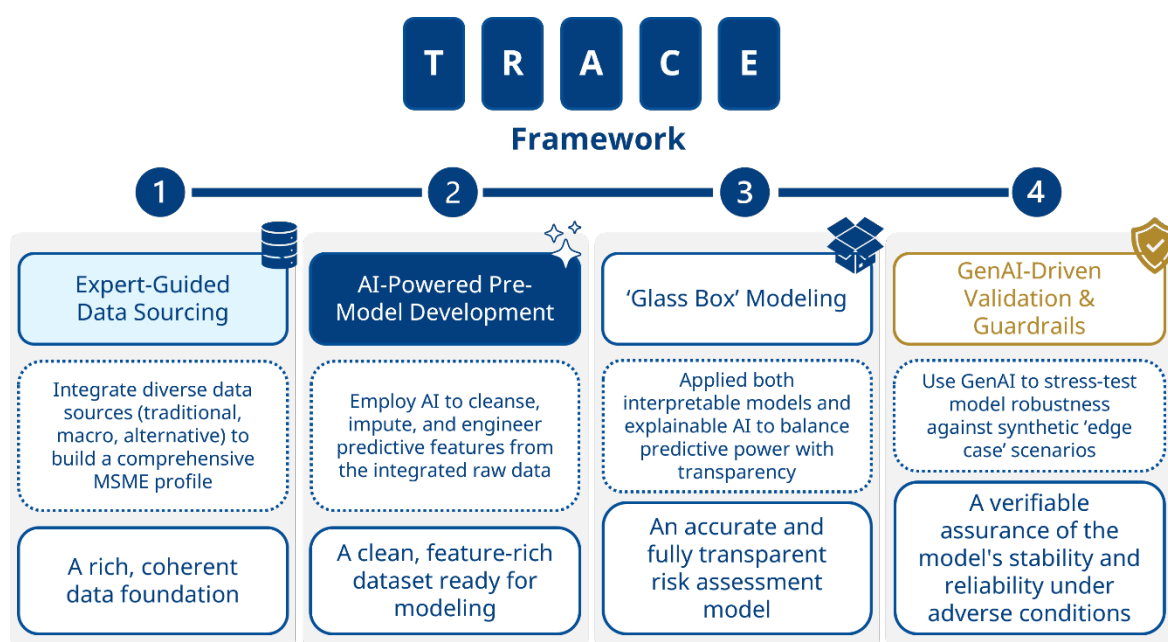 T R A C E
Framework
1 2 3 4
Expert-Guided
Data Sourcing
Integrate diverse data
sources (traditional,
macro, alternative) to
build a comprehensive
MSME profile
A rich, coherent
data foundation
AI-Powered Pre-
Model Development
Employ AI to cleanse,
impute, and engineer
predictive features from
the integrated raw data
A clean, feature-rich
dataset ready for
modeling
‘Glass Box’ Modeling
Applied both
interpretable models and
explainable AI to balance
predictive power with
transparency
An accurate and
fully transparent
risk assessment
model
GenAI-Driven
Validation &
Guardrails
Use GenAI to stress-test
model robustness
against synthetic ‘edge
case’ scenarios
A verifiable
assurance of the
model's stability and
reliability under
adverse conditions